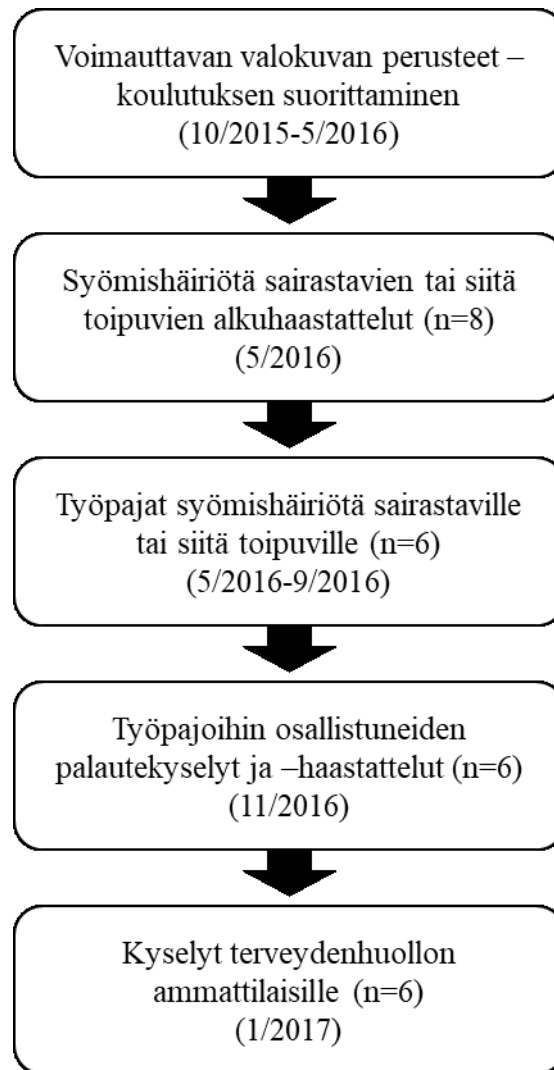 Voimauttavan valokuvan perusteet –
koulutuksen suorittaminen
(10/2015-5/2016)
Syömishäiriötä sairastavien tai siitä
toipuvien alkuhaastattelut (n=8)
(5/2016)
Työpajat syömishäiriötä sairastaville
tai siitä toipuville (n=6)
(5/2016-9/2016)
Työpajoihin osallistuneiden
palautekyselyt ja –haastattelut (n=6)
(11/2016)
Kyselyt terveydenhuollon
ammattilaisille (n=6)
(1/2017)